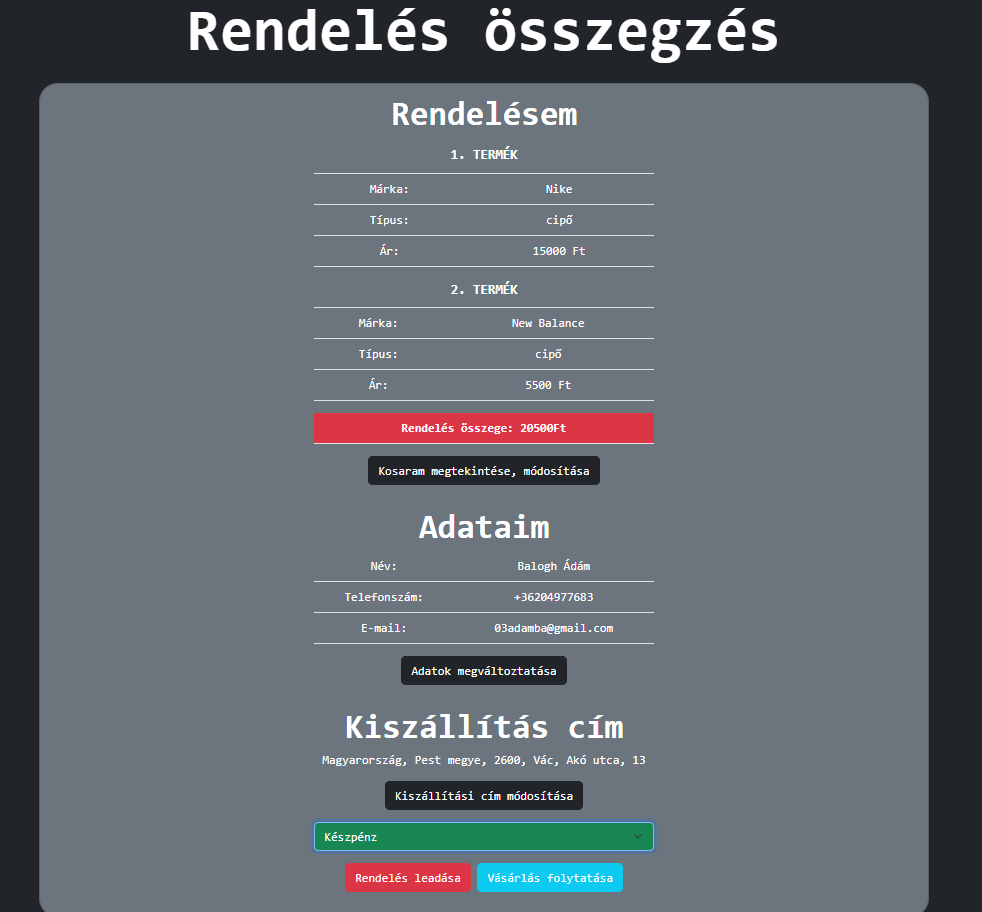 Rendelés összegzés
Rendelésem
1. TERMÉK
Márka: Nike
Típus: cipő
Ár: 15000 Ft
2. TERMÉK
Márka: New Balance
Típus: cipő
Ár: 5500 Ft
Rendelés összege: 20500Ft
Kosaram megtekintése, módosítása
Adataim
Név: Balogh Ádám
Telefonszám: +36204977683
E-mail: 03adamba@gmail.com
Adatok megváltoztatása
Kiszállítás cím
Magyarország, Pest megye, 2600, Vác, Akó utca, 13
Kiszállítási cím módosítása
Készpénz
Rendelés leadása Vásárlás folytatása